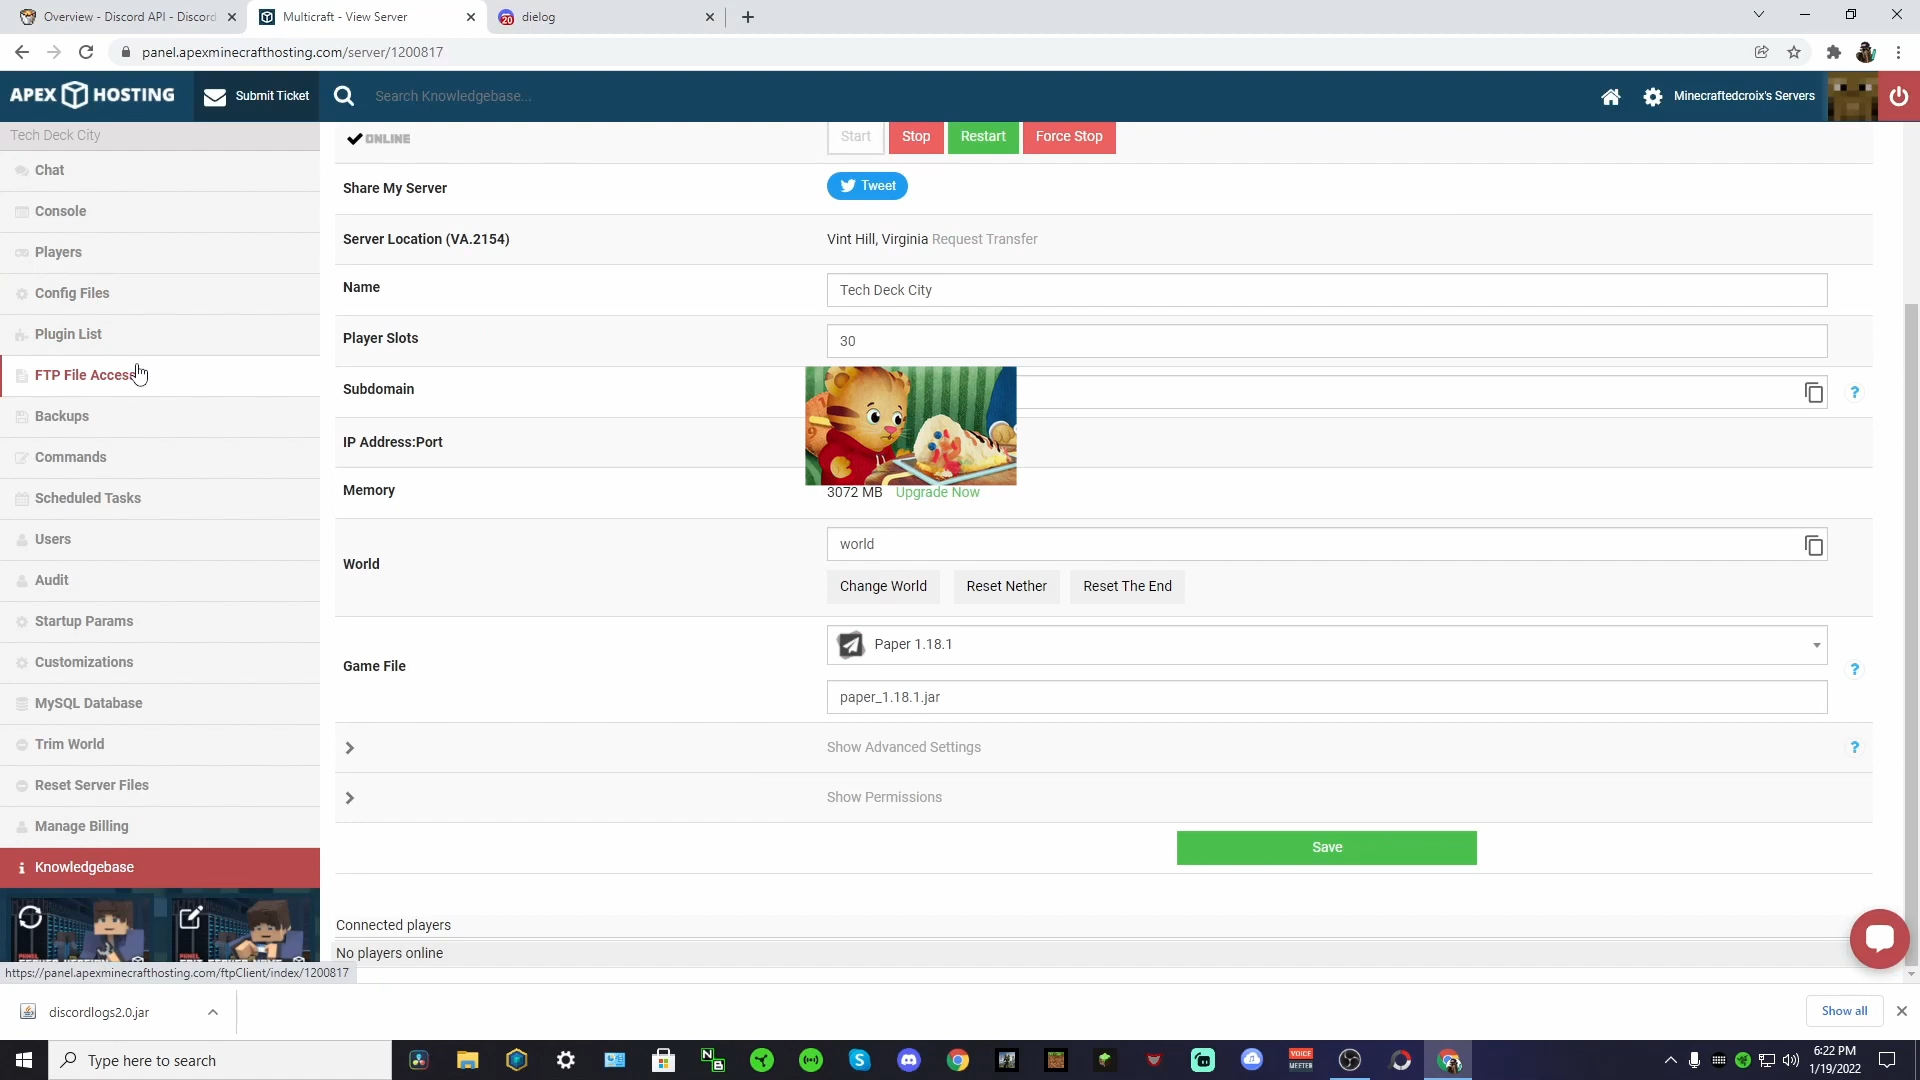 Overview - Discord API - Discord
Multicraft - View Server
20
dielog
panel.apexminecrafthosting.com/server/1200817
APEX HOSTING
Submit Ticket
Search Knowledgebase...
Minecraftedcroix's Servers
Tech Deck City
Chat
Console
Players
Config Files
Plugin List
FTP File Access
Backups
Commands
Scheduled Tasks
Users
Audit
Startup Params
Customizations
MySQL Database
Trim World
Reset Server Files
Manage Billing
Knowledgebase
https://panel.apexminecrafthosting.com/ftpClient/index/1200817
ONLINE
Start
Stop
Restart
Force Stop
Share My Server
Tweet
Server Location (VA.2154)
Vint Hill, Virginia Request Transfer
Name
Tech Deck City
Player Slots
30
Subdomain
?
IP Address:Port
Memory
3072 MB Upgrade Now
World
world
Change World
Reset Nether
Reset The End
Game File
Paper 1.18.1
?
paper_1.18.1.jar
Show Advanced Settings
?
Show Permissions
Save
Connected players
No players online
discordlogs2.0.jar
Show all
Type here to search
VOICE
MEETER
6:22 PM
1/19/2022